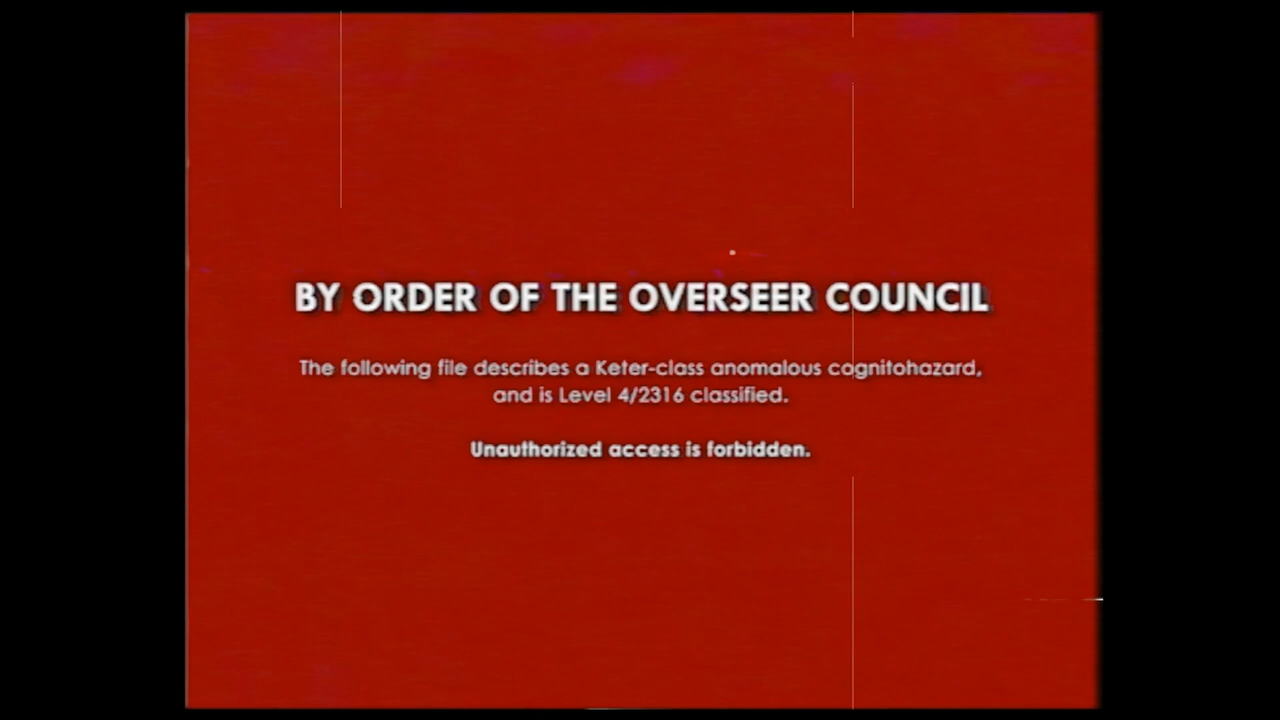 BY ORDER OF THE OVERSEER COUNCIL
The following file describes a Keter-class anomalous cognitohazard,
and is Level 4/2316 classified.
Unauthorized access is forbidden.